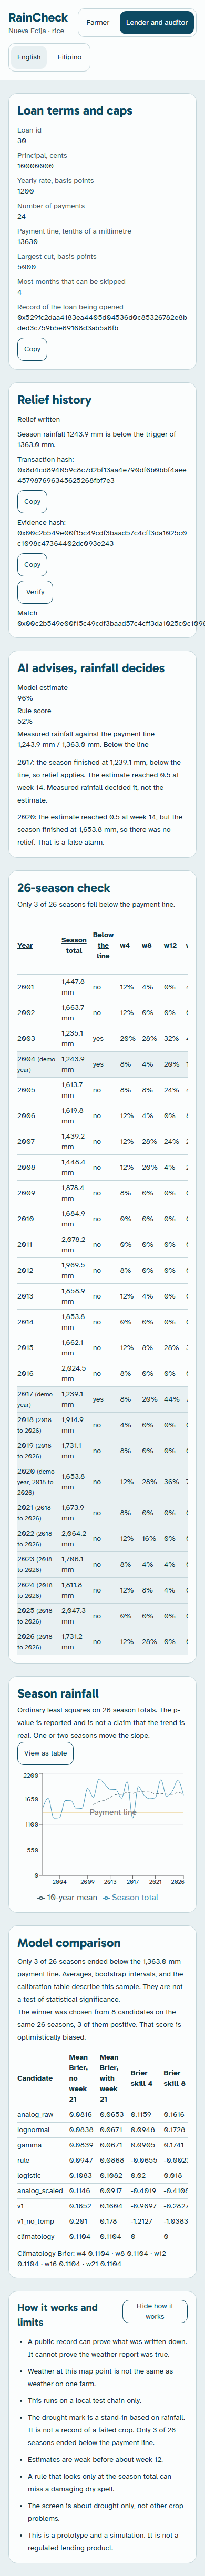 RainCheck
Nueva Ecija · rice
Farmer
Lender and auditor
English
Filipino
Loan terms and caps
Loan id
30
Principal, cents
10000000
Yearly rate, basis points
1200
Number of payments
24
Payment line, tenths of a millimetre
13630
Largest cut, basis points
5000
Most months that can be skipped
4
Record of the loan being opened
Copy
Relief history
Relief written
Season rainfall 1243.9 mm is below the trigger of
1363.0 mm.
Transaction hash:
Copy
Evidence hash:
Copy
Verify
Match
AI advises, rainfall decides
Model estimate
96%
Rule score
52%
Measured rainfall against the payment line
1,243.9 mm / 1,363.0 mm. Below the line
2017: the season finished at 1,239.1 mm, below the
line, so relief applies. The estimate reached 0.5 at
week 14. Measured rainfall decided it, not the
estimate.
2020: the estimate reached 0.5 at week 14, but the
season finished at 1,653.8 mm, so there was no
relief. That is a false alarm.
26-season check
Only 3 of 26 seasons fell below the payment line.
Year Season total Below the line w4 w8 w12
2001 1,447.8 mm no 12% 4% 0%
2002 1,663.7 mm no 12% 0% 0%
2003 1,235.1 mm yes 20% 28% 32%
2004 (demo year) 1,243.9 mm yes 8% 4% 20%
2005 1,613.7 mm no 8% 8% 24%
2006 1,619.8 mm no 12% 4% 0%
2007 1,439.2 mm no 12% 28% 24%
2008 1,448.4 mm no 12% 20% 4%
2009 1,878.4 mm no 8% 0% 0%
2010 1,684.9 mm no 0% 0% 0%
2011 2,078.2 mm no 0% 0% 0%
2012 1,969.5 mm no 8% 0% 0%
2013 1,858.9 mm no 12% 4% 0%
2014 1,853.8 mm no 0% 0% 0%
2015 1,662.1 mm no 12% 8% 28%
2016 2,024.5 mm no 8% 0% 0%
2017 (demo year) 1,239.1 mm yes 8% 20% 44%
2018 (2018 to 2026) 1,914.9 mm no 4% 0% 0%
2019 (2018 to 2026) 1,731.1 mm no 8% 0% 0%
2020 (demo year, 2018 to 2026) 1,653.8 mm no 12% 28% 36%
2021 (2018 to 2026) 1,673.9 mm no 8% 0% 0%
2022 (2018 to 2026) 2,064.2 mm no 12% 16% 0%
2023 (2018 to 2026) 1,706.1 mm no 8% 4% 4%
2024 (2018 to 2026) 1,811.8 mm no 12% 8% 4%
2025 (2018 to 2026) 2,047.3 mm no 0% 0% 0%
2026 (2018 to 2026) 1,731.2 mm no 12% 28% 0%
Season rainfall
Ordinary least squares on 26 season totals. The p-
value is reported and is not a claim that the trend is
real. One or two seasons move the slope.
View as table
2200
1650
1100
550
0
Payment line
2004 2009 2013 2017 2021 2026
10-year mean Season total
Model comparison
Only 3 of 26 seasons ended below the 1,363.0 mm
payment line. Averages, bootstrap intervals, and the
calibration table describe this sample. They are not
a test of statistical significance.
The winner was chosen from 8 candidates on the
same 26 seasons, 3 of them positive. That score is
optimistically biased.
Candidate Mean Brier, no week 21 Mean Brier, with week 21 Brier skill 4 Brier skill 8
analog_raw 0.0816 0.0653 0.1159 0.1616
lognormal 0.0838 0.0671 0.0948 0.1728
gamma 0.0839 0.0671 0.0905 0.1741
rule 0.0947 0.0868 -0.0655
logistic 0.1083 0.1082 0.02 0.018
analog_scaled 0.1146 0.0917 -0.4019
v1 0.1652 0.1604 -0.9697
v1_no_temp 0.201 0.178 -1.2127
climatology 0.1104 0.1104 0 0
Climatology Brier: w4 0.1104 · w8 0.1104 · w12
0.1104 · w16 0.1104 · w21 0.1104
How it works and
limits
Hide how it
works
A public record can prove what was written down.
It cannot prove the weather report was true.
Weather at this map point is not the same as
weather on one farm.
This runs on a local test chain only.
The drought mark is a stand-in based on rainfall.
It is not a record of a failed crop. Only 3 of 26
seasons ended below the payment line.
Estimates are weak before about week 12.
A rule that looks only at the season total can
miss a damaging dry spell.
The screen is about drought only, not other crop
problems.
This is a prototype and a simulation. It is not a
regulated lending product.